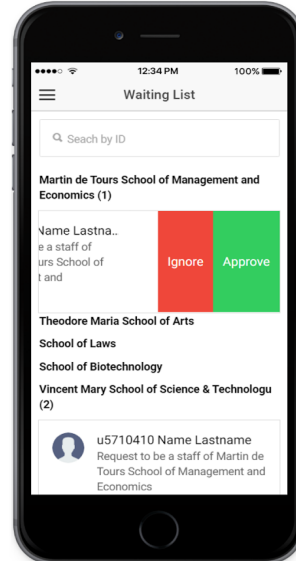 12:34 PM
100%
Waiting List
Seach by ID
Martin de Tours School of Management and
Economics (1)
Name Lastna..
e a staff of
urs School of
t and
Ignore
Approve
Theodore Maria School of Arts
School of Laws
School of Biotechnology
Vincent Mary School of Science & Technologu
(2)
u5710410 Name Lastname
Request to be a staff of Martin de
Tours School of Management and
Economics